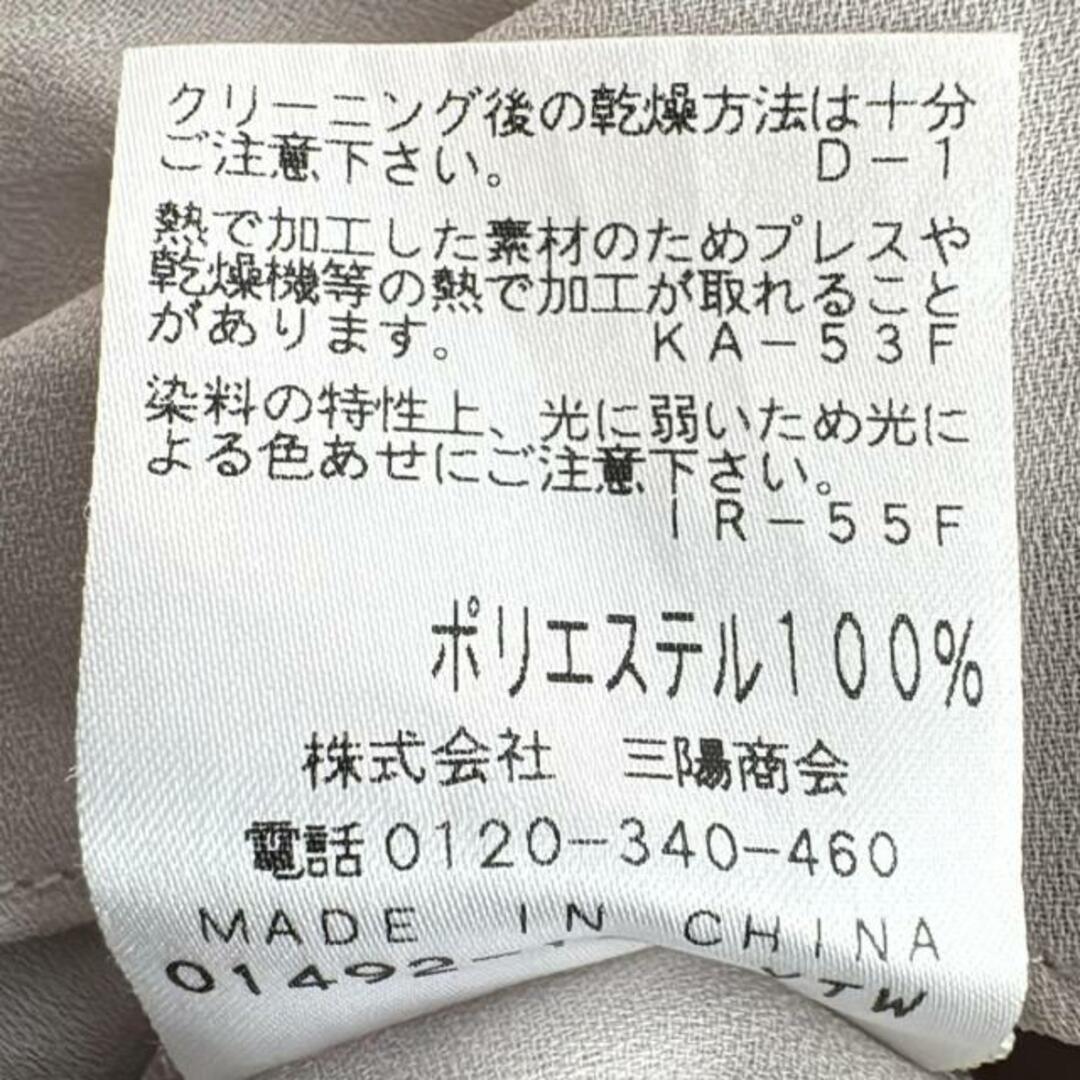 クリーニング後の乾燥方法は十分
ご注意下さい。 D-1
熱で加工した素材のためプレスや
乾燥機等の熱で加工が取れること
があります。 KA-53F
染料の特性上、光に弱いため光に
よる色あせにご注意下さい。
IR-55F
ポリエステル100%
株式会社 三陽商会
電話0120-340-460
MADE IN CHINA
01492-